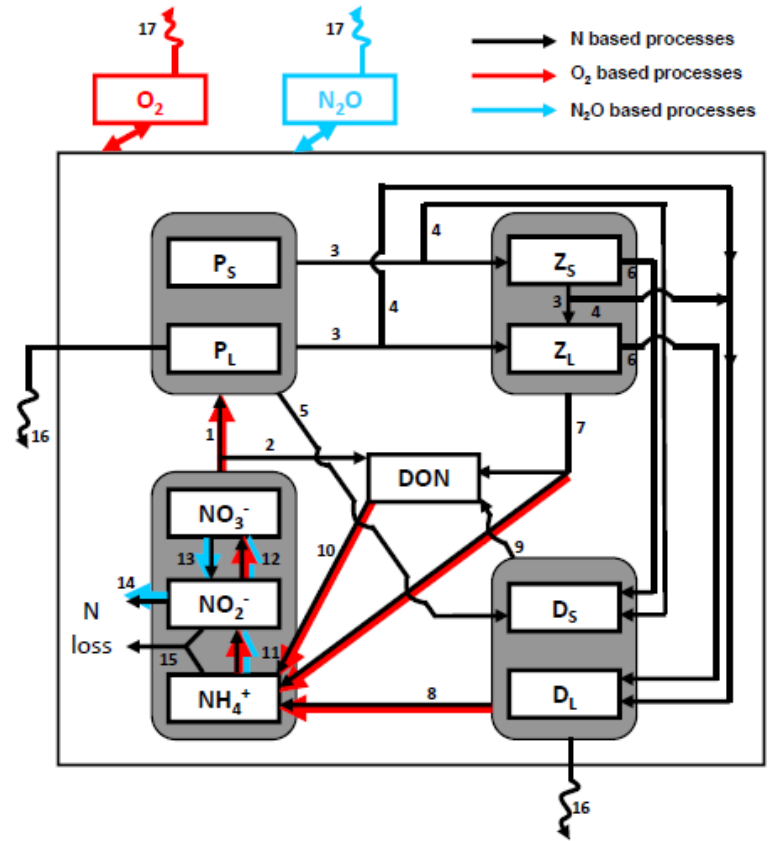 17
17
N based processes
O₂ based processes
N₂O based processes
O₂
N₂O
4
Pₛ
3
Zₛ
6
3
4
4
Pₗ
3
Zₗ
6
5
7
16
1
2
DON
NO₃⁻
10
9
13
12
14
NO₂⁻
Dₛ
N
loss
15
11
8
NH₄⁺
Dₗ
16